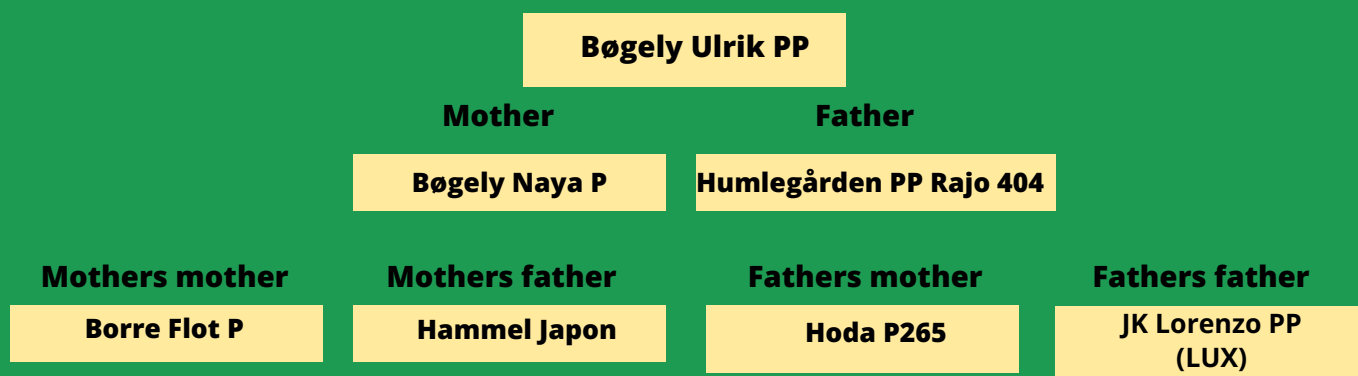 Bøgely Ulrik PP
Mother
Father
Bøgely Naya P
Humlegården PP Rajo 404
Mothers mother
Mothers father
Fathers mother
Fathers father
Borre Flot P
Hammel Japon
Hoda P265
JK Lorenzo PP
(LUX)